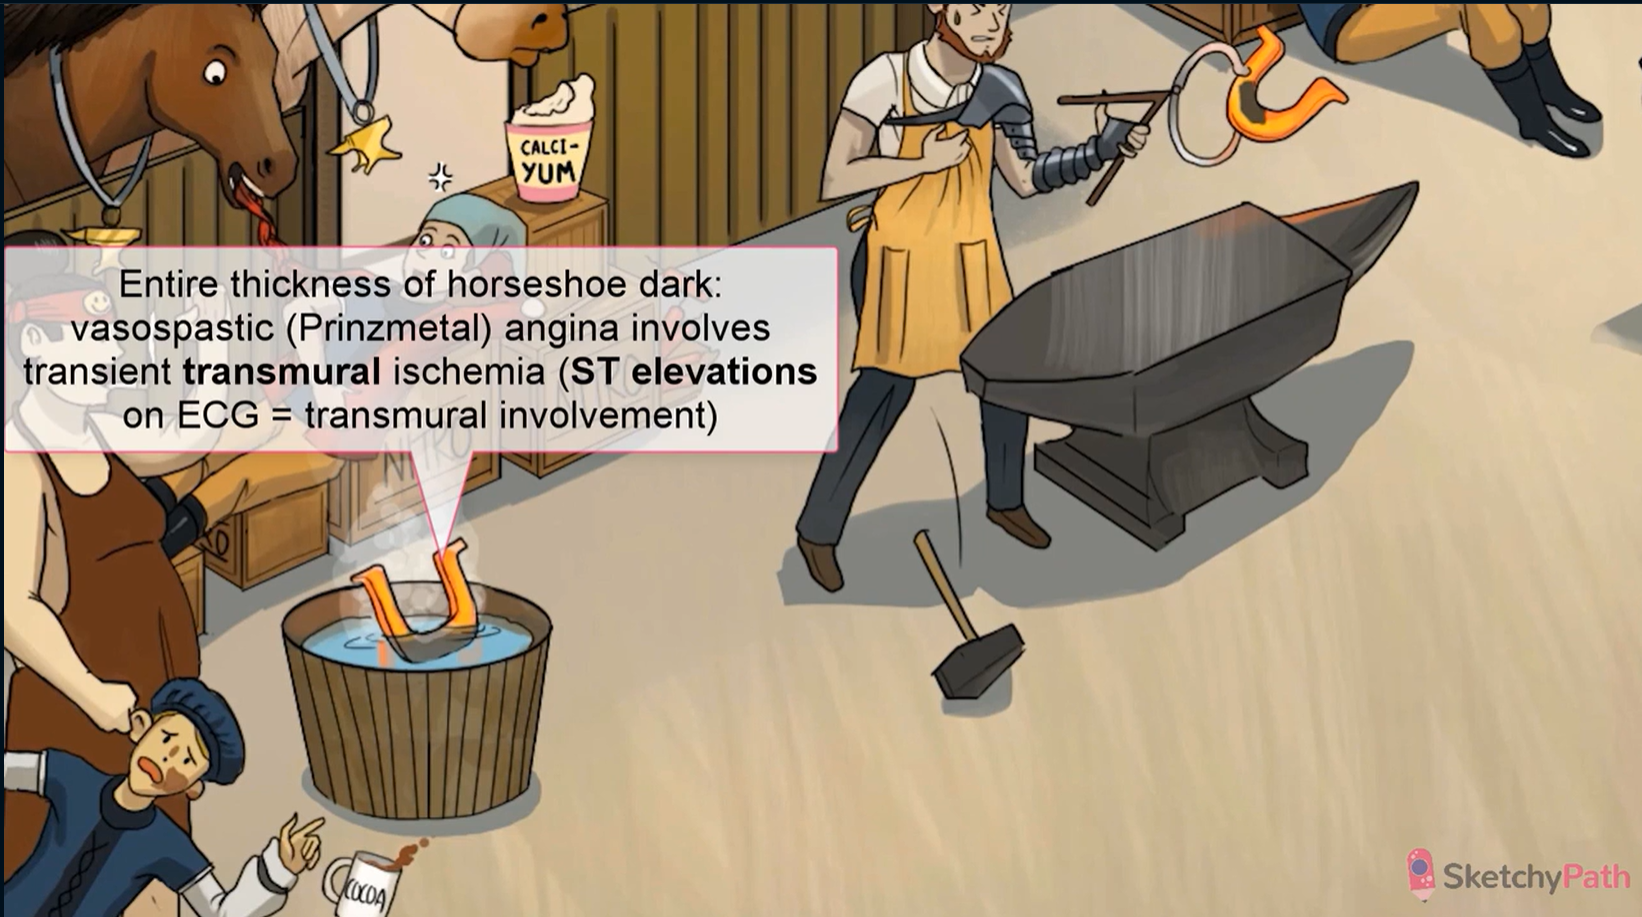 CALCI-
YUM
Entire thickness of horseshoe dark:
vasospastic (Prinzmetal) angina involves
transient transmural ischemia (ST elevations
on ECG = transmural involvement)
NITRO
COCOA
SketchyPath